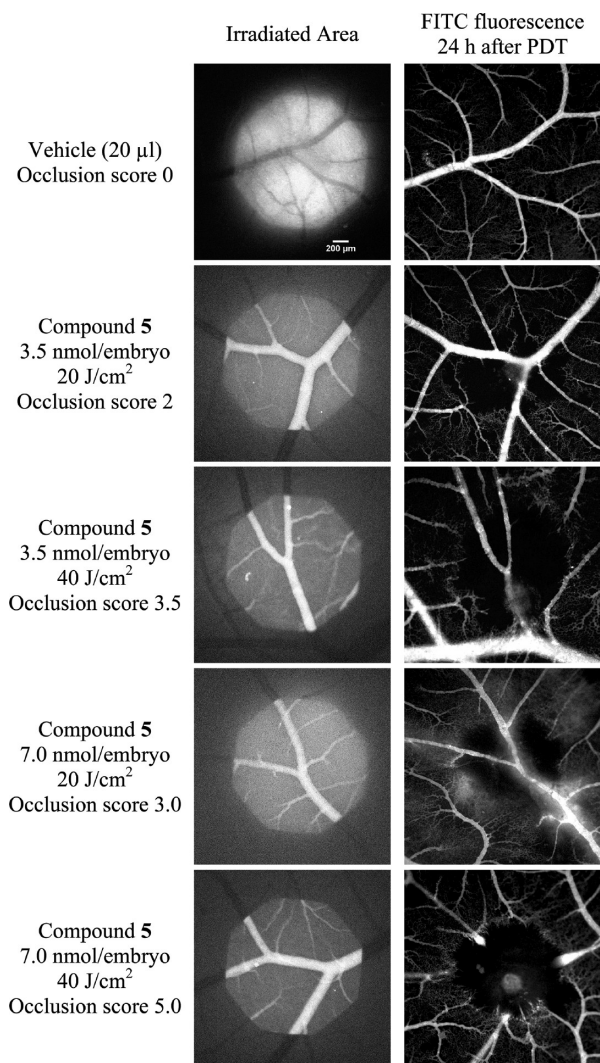 Irradiated Area
FITC fluorescence
24 h after PDT
Vehicle (20 µl)
Occlusion score 0
200 µm
Compound 5
3.5 nmol/embryo
20 J/cm²
Occlusion score 2
Compound 5
3.5 nmol/embryo
40 J/cm²
Occlusion score 3.5
Compound 5
7.0 nmol/embryo
20 J/cm²
Occlusion score 3.0
Compound 5
7.0 nmol/embryo
40 J/cm²
Occlusion score 5.0